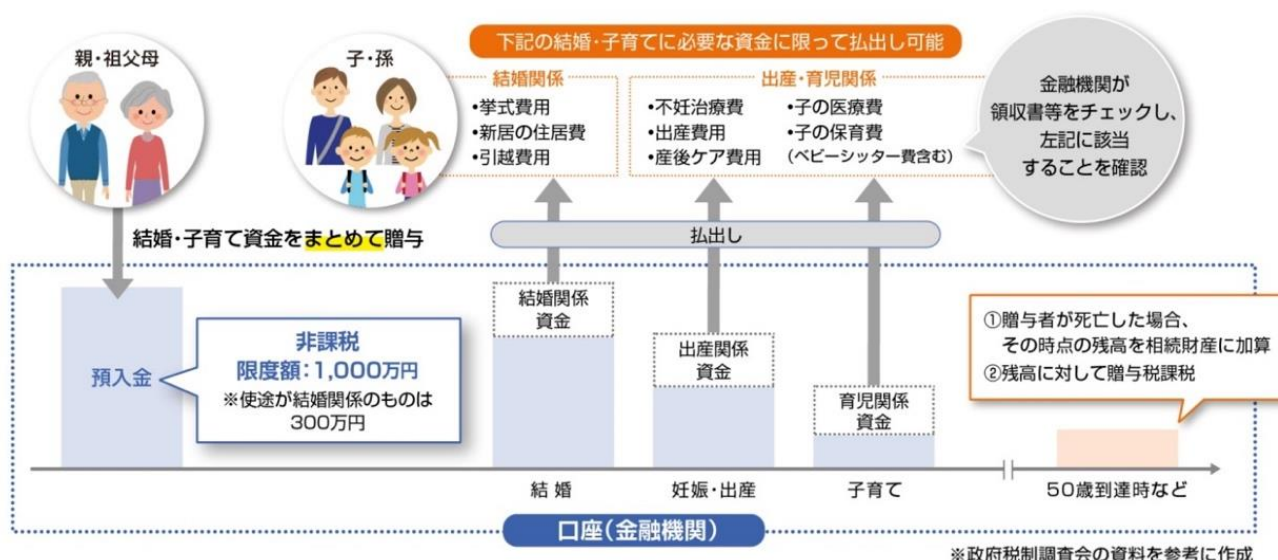 親・祖父母
子・孫
下記の結婚・子育てに必要な資金に限って払出し可能
結婚関係
•挙式費用
•新居の住居費
•引越費用
出産・育児関係
•不妊治療費
•出産費用
•産後ケア費用
•子の医療費
•子の保育費
(ベビーシッター費含む)
金融機関が
領収書等をチェックし、
左記に該当
することを確認
結婚・子育て資金をまとめて贈与
払出し
預入金
非課税
限度額：1,000万円
※使途が結婚関係のものは
300万円
結婚関係
資金
出産関係
資金
育児関係
資金
①贈与者が死亡した場合、
その時点の残高を相続財産に加算
②残高に対して贈与税課税
結婚
妊娠・出産
子育て
50歳到達時など
口座(金融機関)
※政府税制調査会の資料を参考に作成